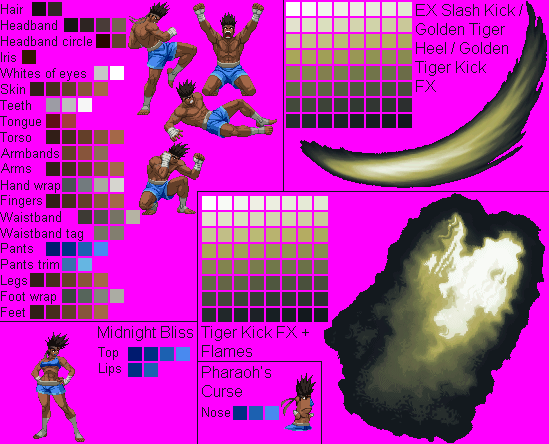 Hair
Headband
Headband circle
Iris
Whites of eyes
Skin
Teeth
Tongue
Torso
Armbands
Arms
Hand wrap
Fingers
Waistband
Waistband tag
Pants
Pants trim
Legs
Foot wrap
Feet
EX Slash Kick /
Golden Tiger
Heel / Golden
Tiger Kick
FX
Midnight Bliss
Top
Lips
Tiger Kick FX +
Flames
Pharaoh's
Curse
Nose